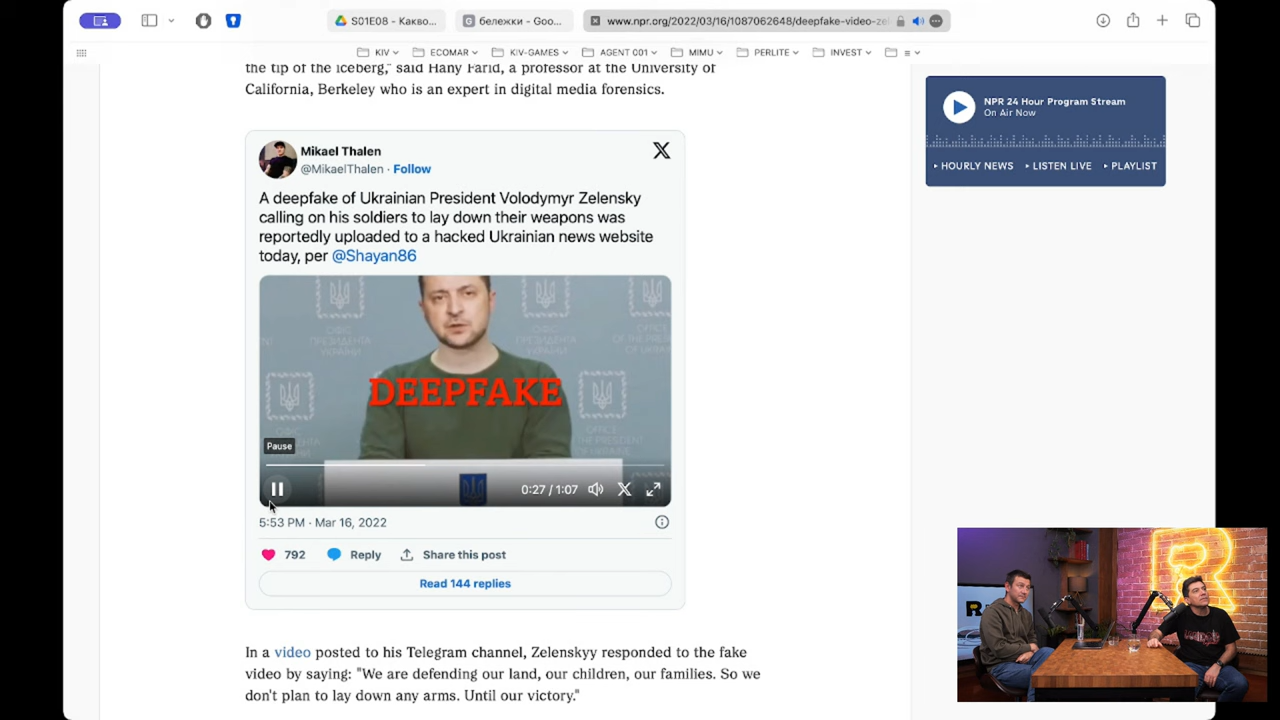 S01E08 - Какво...
бележки - Goo...
www.npr.org/2022/03/16/1087062648/deepfake-video-ze
KIV
ECOMAR
KIV-GAMES
AGENT 001
MIMU
PERLITE
INVEST
the tip of the iceberg," said Hany Farid, a professor at the University of
California, Berkeley who is an expert in digital media forensics.
NPR 24 Hour Program Stream
On Air Now
HOURLY NEWS
LISTEN LIVE
PLAYLIST
Mikael Thalen
@MikaelThalen · Follow
A deepfake of Ukrainian President Volodymyr Zelensky
calling on his soldiers to lay down their weapons was
reportedly uploaded to a hacked Ukrainian news website
today, per @Shayan86
ОФІС
ПРЕЗИДЕНТА
УКРАЇНИ
DEEPFAKE
Pause
0:27 / 1:07
5:53 PM · Mar 16, 2022
792
Reply
Share this post
Read 144 replies
In a video posted to his Telegram channel, Zelenskyy responded to the fake
video by saying: "We are defending our land, our children, our families. So we
don't plan to lay down any arms. Until our victory."